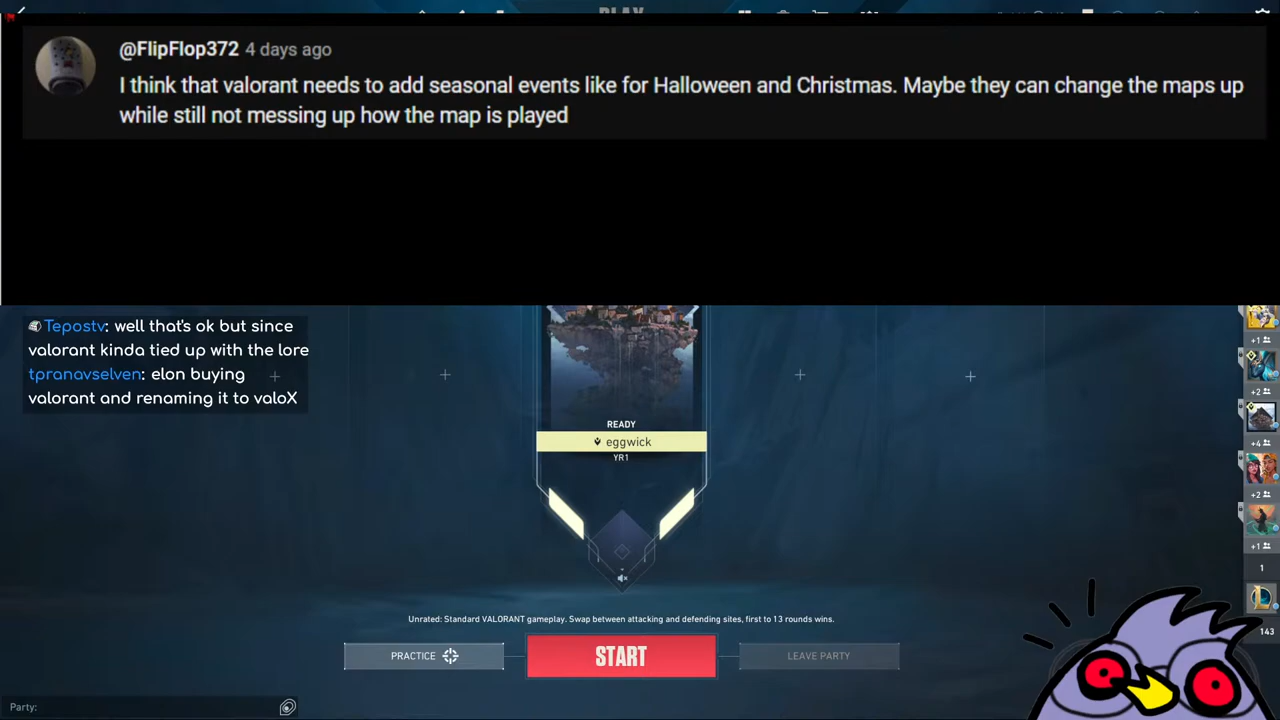 PLAY
@FlipFlop372 4 days ago
I think that valorant needs to add seasonal events like for Halloween and Christmas. Maybe they can change the maps up
while still not messing up how the map is played
Tepostv: well that's ok but since
valorant kinda tied up with the lore
tpranavselven: elon buying
valorant and renaming it to valoX
READY
eggwick
YR1
+1
+2
+4
+2
+1
1
143
Unrated: Standard VALORANT gameplay. Swap between attacking and defending sites, first to 13 rounds wins.
PRACTICE
START
LEAVE PARTY
Party: